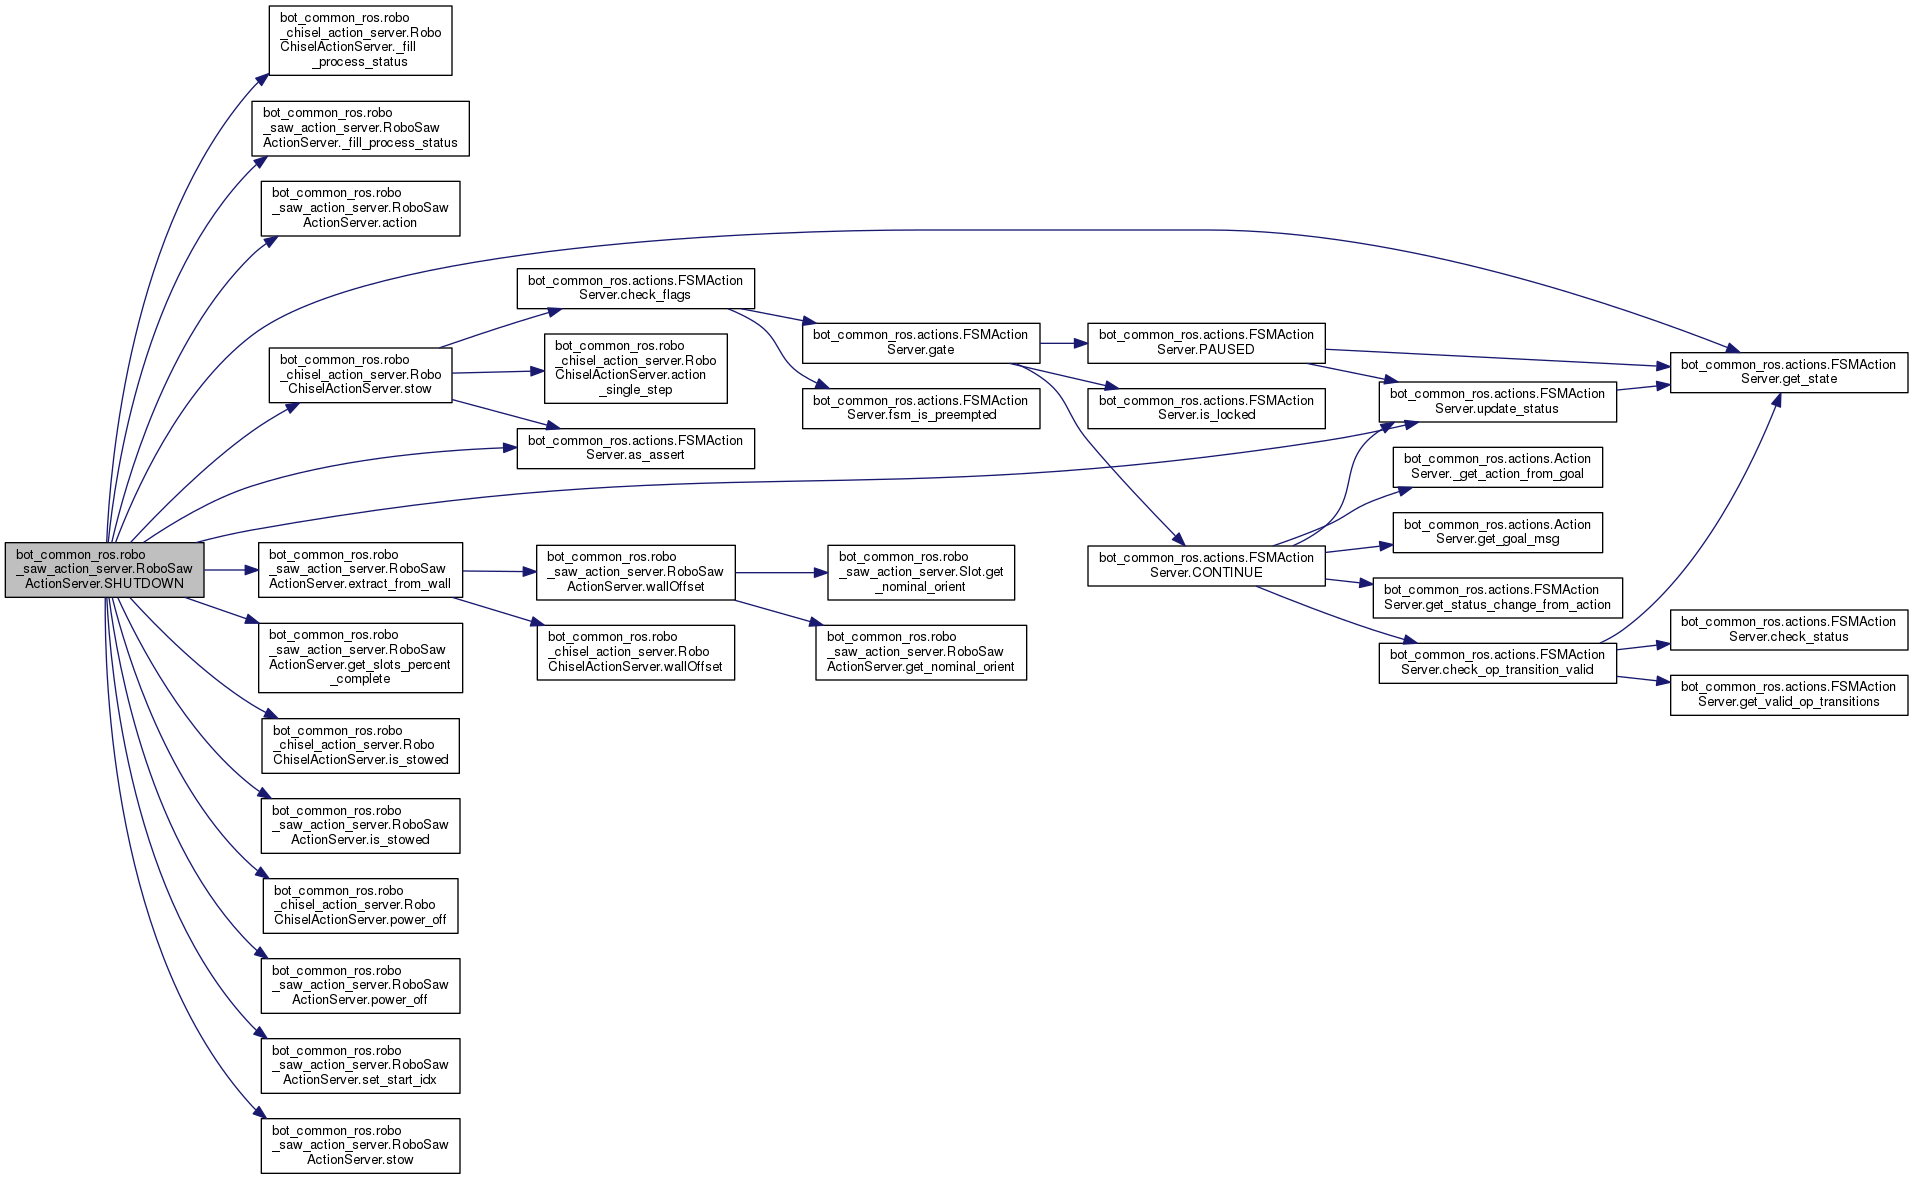 bot_common_ros.robo
_chisel_action_server.Robo
ChiselActionServer._fill
_process_status
bot_common_ros.robo
_saw_action_server.RoboSaw
ActionServer._fill_process_status
bot_common_ros.robo
_saw_action_server.RoboSaw
ActionServer.action
bot_common_ros.actions.FSMAction
Server.check_flags
bot_common_ros.actions.FSMAction
Server.gate
bot_common_ros.actions.FSMAction
Server.PAUSED
bot_common_ros.robo
_chisel_action_server.Robo
ChiselActionServer.stow
bot_common_ros.robo
_chisel_action_server.Robo
ChiselActionServer.action
_single_step
bot_common_ros.actions.FSMAction
Server.get_state
bot_common_ros.actions.FSMAction
Server.fsm_is_preempted
bot_common_ros.actions.FSMAction
Server.is_locked
bot_common_ros.actions.FSMAction
Server.update_status
bot_common_ros.actions.FSMAction
Server.as_assert
bot_common_ros.actions.Action
Server._get_action_from_goal
bot_common_ros.actions.Action
Server.get_goal_msg
bot_common_ros.robo
_saw_action_server.RoboSaw
ActionServer.SHUTDOWN
bot_common_ros.robo
_saw_action_server.RoboSaw
ActionServer.extract_from_wall
bot_common_ros.robo
_saw_action_server.RoboSaw
ActionServer.wallOffset
bot_common_ros.robo
_saw_action_server.Slot.get
_nominal_orient
bot_common_ros.actions.FSMAction
Server.CONTINUE
bot_common_ros.actions.FSMAction
Server.get_status_change_from_action
bot_common_ros.robo
_saw_action_server.RoboSaw
ActionServer.get_slots_percent
_complete
bot_common_ros.robo
_chisel_action_server.Robo
ChiselActionServer.wallOffset
bot_common_ros.robo
_saw_action_server.RoboSaw
ActionServer.get_nominal_orient
bot_common_ros.actions.FSMAction
Server.check_op_transition_valid
bot_common_ros.actions.FSMAction
Server.check_status
bot_common_ros.actions.FSMAction
Server.get_valid_op_transitions
bot_common_ros.robo
_chisel_action_server.Robo
ChiselActionServer.is_stowed
bot_common_ros.robo
_saw_action_server.RoboSaw
ActionServer.is_stowed
bot_common_ros.robo
_chisel_action_server.Robo
ChiselActionServer.power_off
bot_common_ros.robo
_saw_action_server.RoboSaw
ActionServer.power_off
bot_common_ros.robo
_saw_action_server.RoboSaw
ActionServer.set_start_idx
bot_common_ros.robo
_saw_action_server.RoboSaw
ActionServer.stow